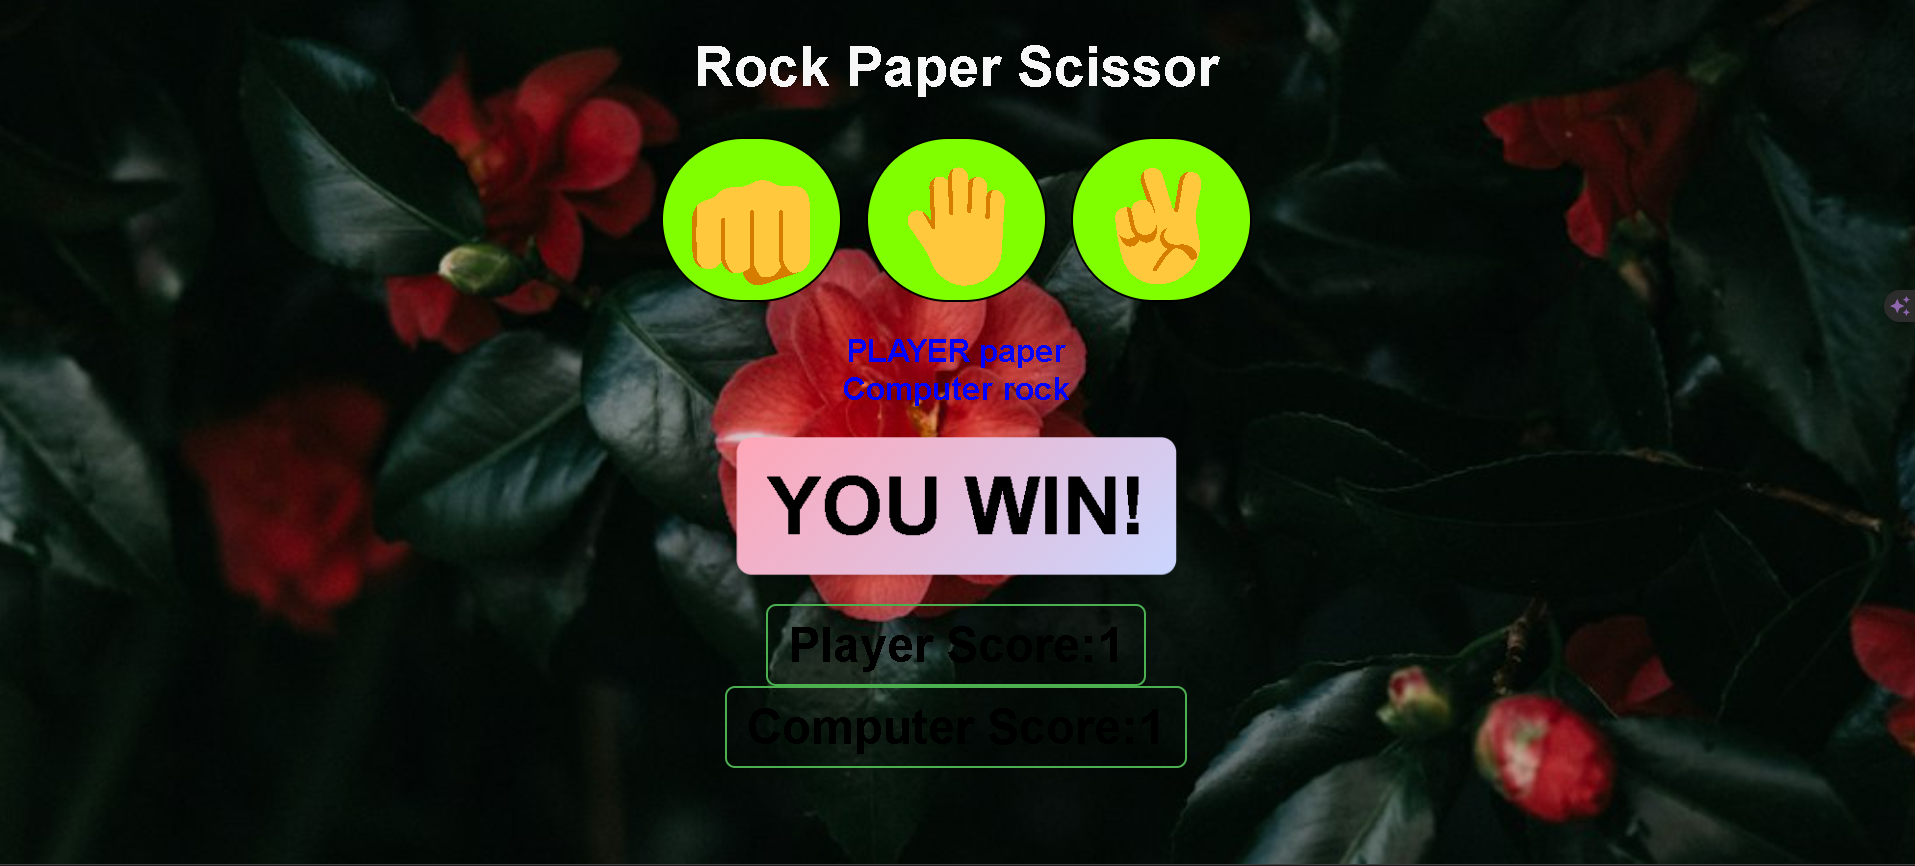 Rock Paper Scissor
PLAYER paper
Computer rock
YOU WIN!
Player Score:1
Computer Score:1